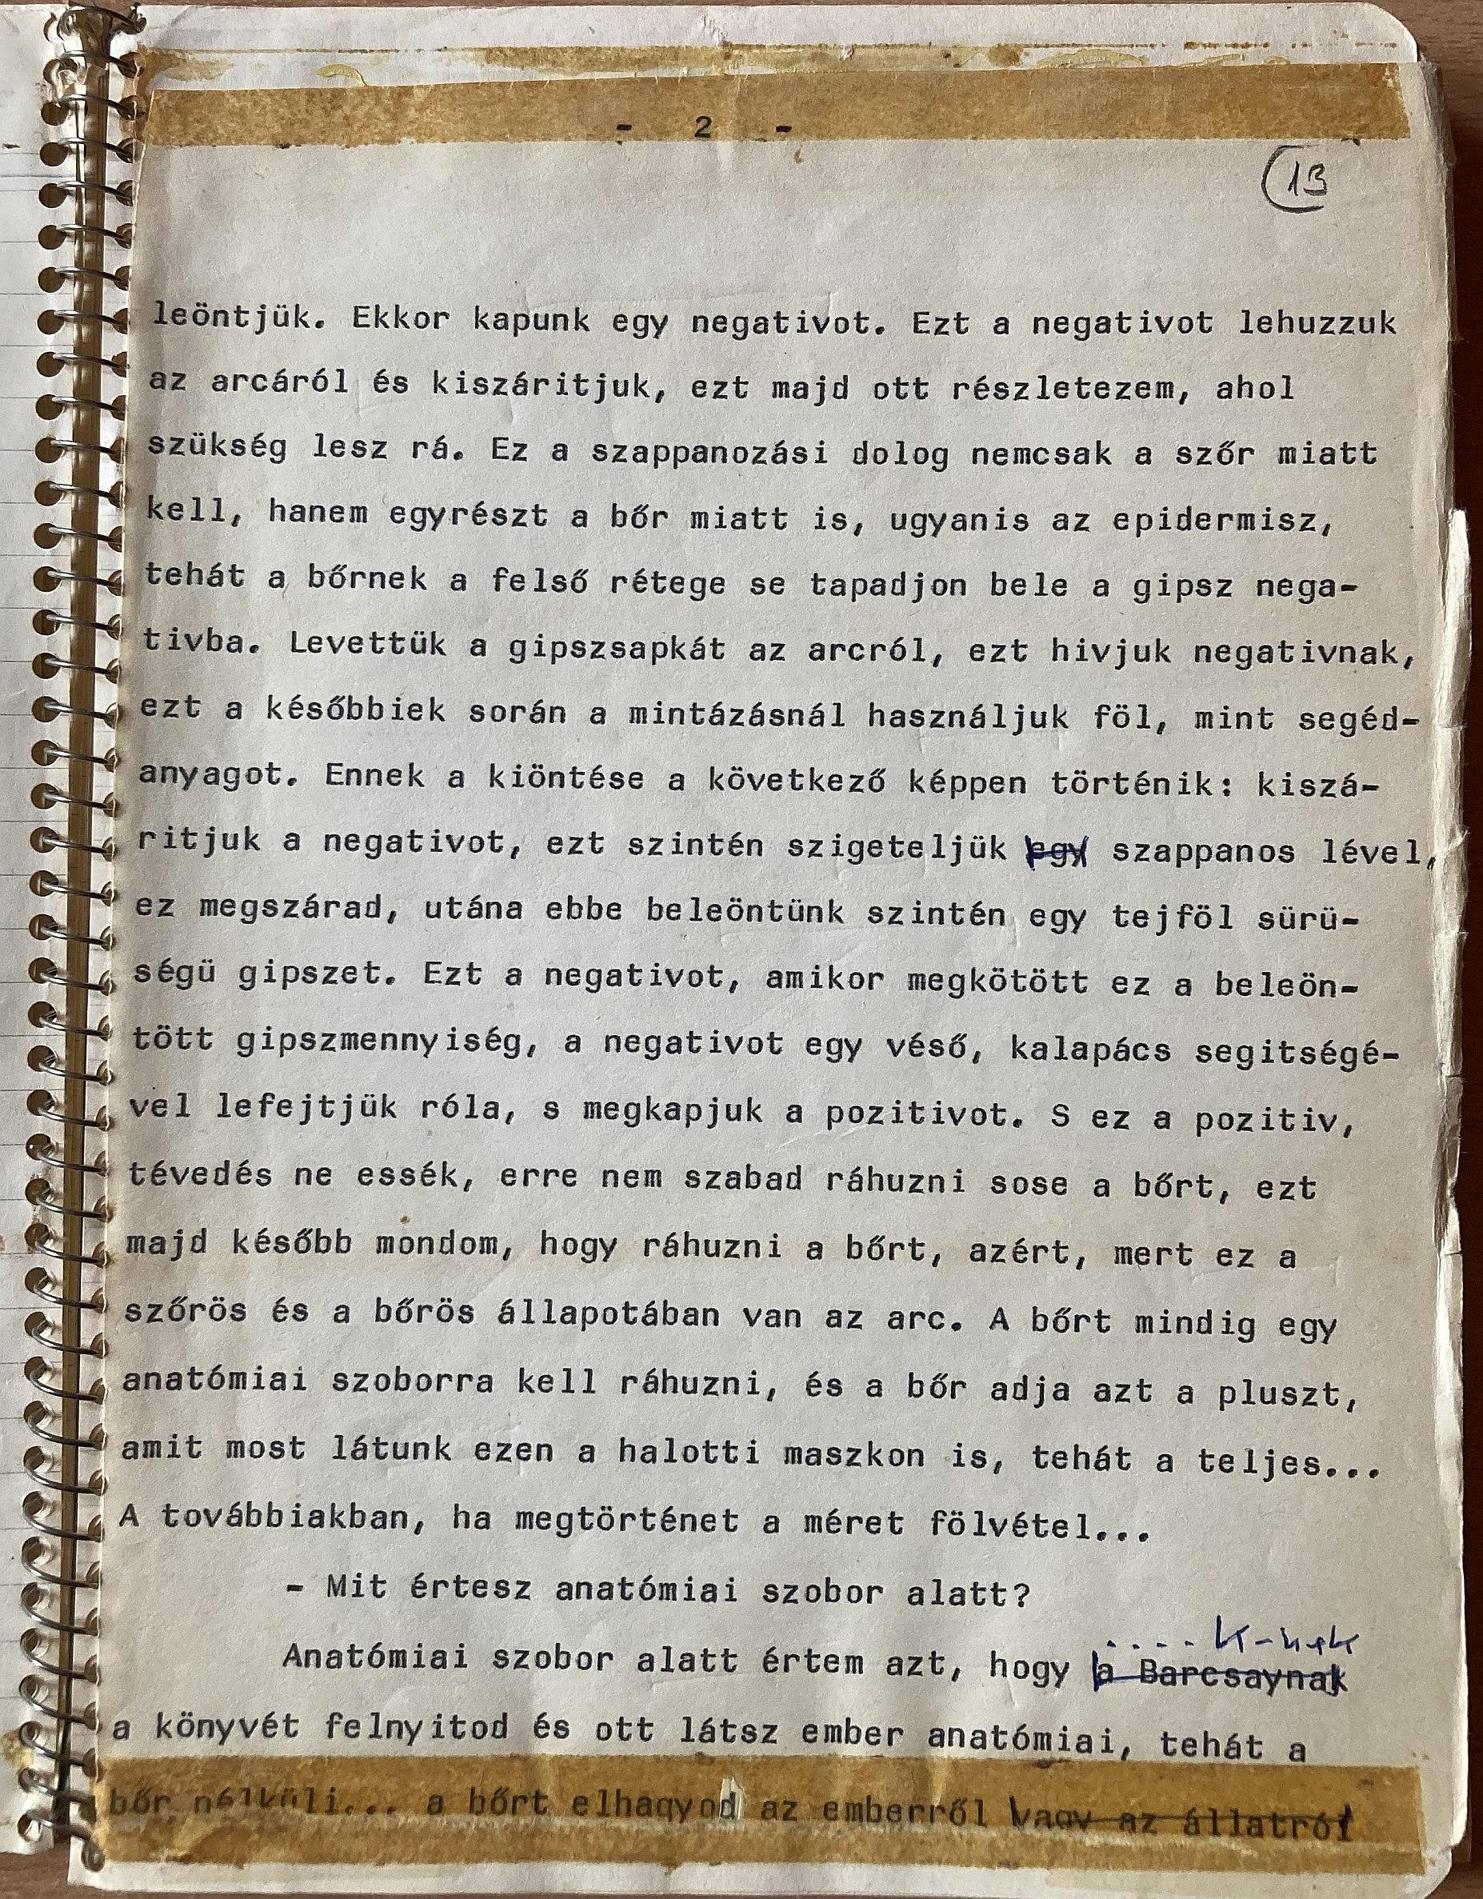 - 2 -
13
leöntjük. Ekkor kapunk egy negativot. Ezt a negativot lehuzzuk
az arcáról és kiszáritjuk, ezt majd ott részletezem, ahol
szükség lesz rá. Ez a szappanozási dolog nemcsak a szőr miatt
kell, hanem egyrészt a bőr miatt is, ugyanis az epidermisz,
tehát a bőrnek a felső rétege se tapadjon bele a gipsz nega-
tivba. Levettük a gipszsapkát az arcról, ezt hivjuk negativnak,
ezt a későbbiek során a mintázásnál használjuk föl, mint segéd-
anyagot. Ennek a kiöntése a következő képpen történik: kiszá-
ritjuk a negativot, ezt szintén szigeteljük egy szappanos lével,
ez megszárad, utána ebbe beleöntünk szintén egy tejföl sürü-
ségü gipszet. Ezt a negativot, amikor megkötött ez a beleön-
tött gipszmennyiség, a negativot egy véső, kalapács segitségé-
vel lefejtjük róla, s megkapjuk a pozitivot. S ez a pozitiv,
tévedés ne essék, erre nem szabad ráhuzni sose a bőrt, ezt
majd később mondom, hogy ráhuzni a bőrt, azért, mert ez a
szőrös és a bőrös állapotában van az arc. A bőrt mindig egy
anatómiai szoborra kell ráhuzni, és a bőr adja azt a pluszt,
amit most látunk ezen a halotti maszkon is, tehát a teljes...
A továbbiakban, ha megtörténet a méret fölvétel...
- Mit értesz anatómiai szobor alatt?
.... K-nak
Anatómiai szobor alatt értem azt, hogy a Barcsaynak
a könyvét felnyitod és ott látsz ember anatómiai, tehát a
bőr nélküli... a bőrt elhagyod az emberről vagy az állatról